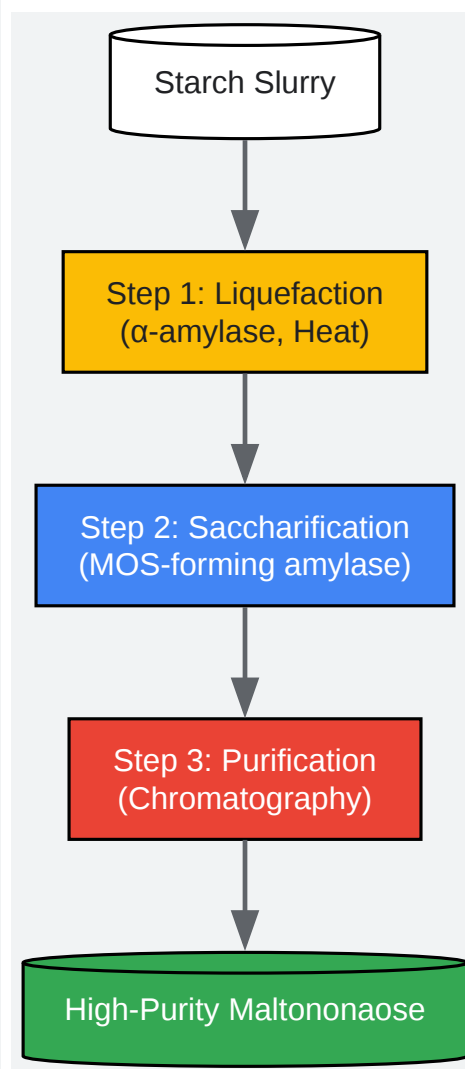 Starch Slurry
Step 1: Liquefaction
(α-amylase, Heat)
Step 2: Saccharification
(MOS-forming amylase)
Step 3: Purification
(Chromatography)
High-Purity Maltononaose